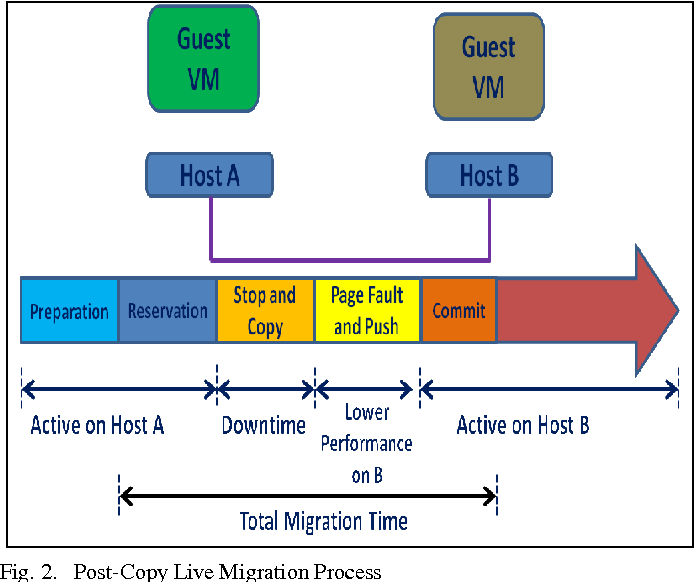 Guest
VM
Guest
VM
Host A
Host B
Preparation
Reservation
Stop and
Copy
Page Fault
and Push
Commit
Active on Host A
Downtime
Lower
Performance
on B
Active on Host B
Total Migration Time
Fig. 2. Post-Copy Live Migration Process